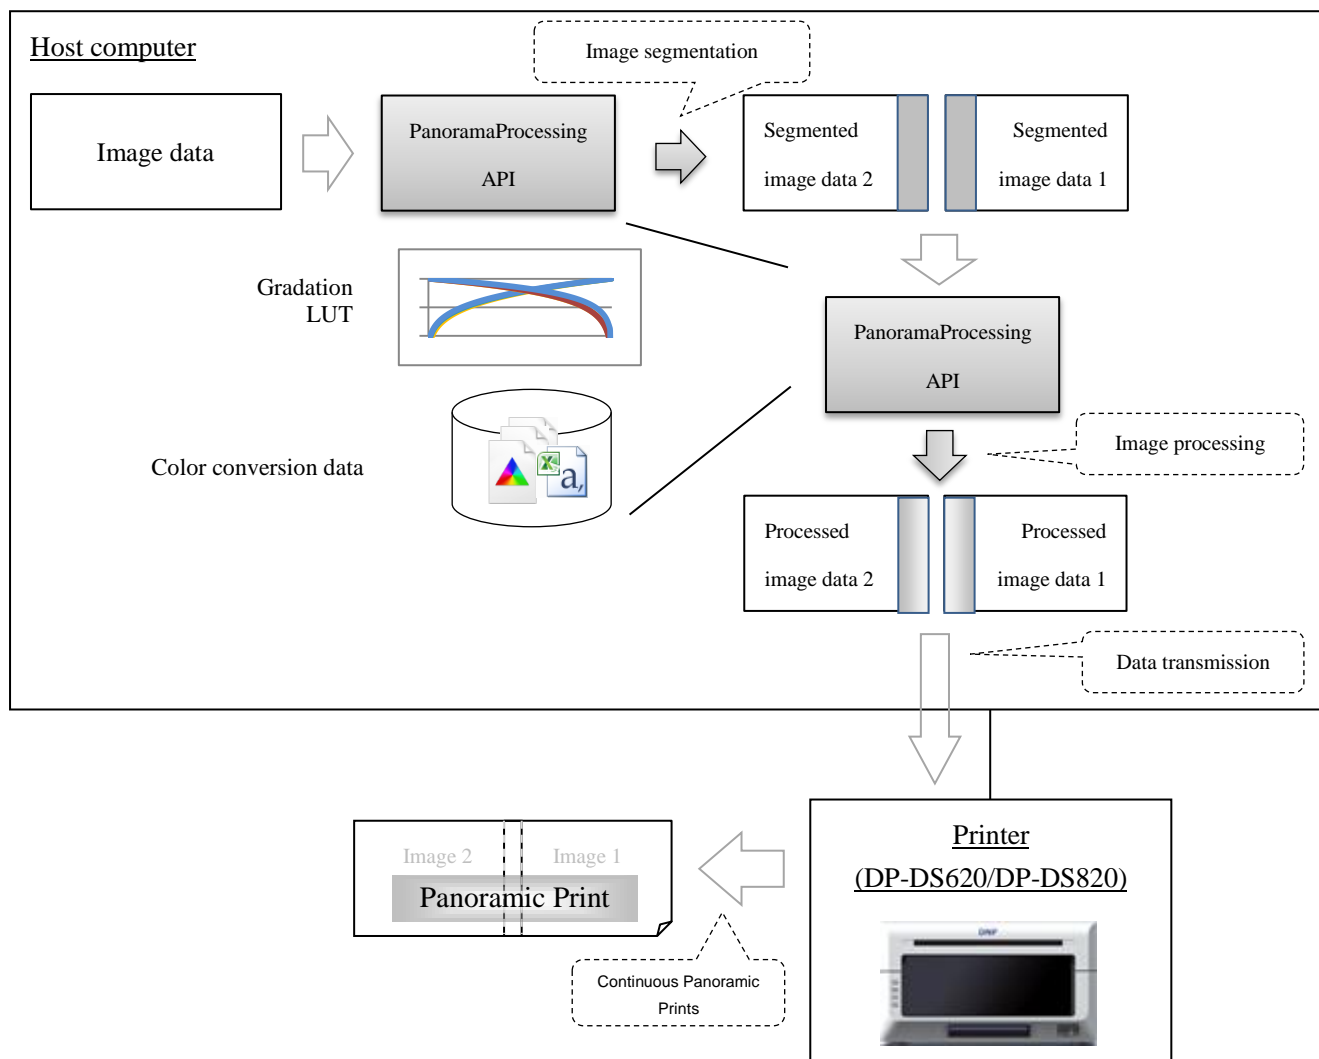 Host computer
Image segmentation
Image data
PanoramaProcessing
API
Segmented
image data 2
Segmented
image data 1
Gradation
LUT
PanoramaProcessing
API
Color conversion data
a,
Image processing
Processed
image data 2
Processed
image data 1
Data transmission
Printer
(DP-DS620/DP-DS820)
Image 2
Image 1
Panoramic Print
DNP
Continuous Panoramic
Prints